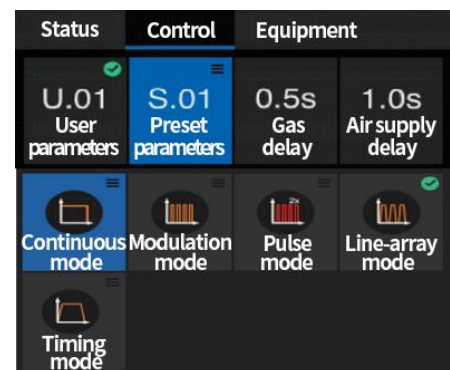 Status Control Equipment
U.01 S.01 0.5s 1.0s
User Preset Gas Air supply
parameters parameters delay delay
2x
Continuous Modulation Pulse Line-array
mode mode mode mode
Timing
mode